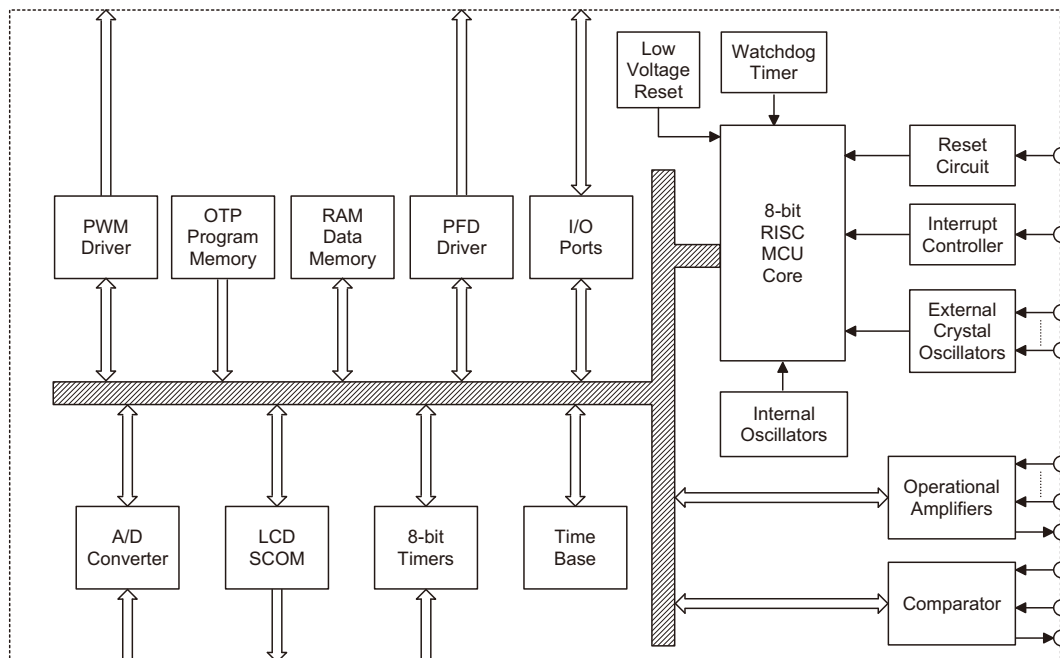 Low
Voltage
Reset
Watchdog
Timer
Reset
Circuit
PWM
Driver
OTP
Program
Memory
RAM
Data
Memory
PFD
Driver
I/O
Ports
8-bit
RISC
MCU
Core
Interrupt
Controller
External
Crystal
Oscillators
Internal
Oscillators
A/D
Converter
LCD
SCOM
8-bit
Timers
Time
Base
Operational
Amplifiers
Comparator